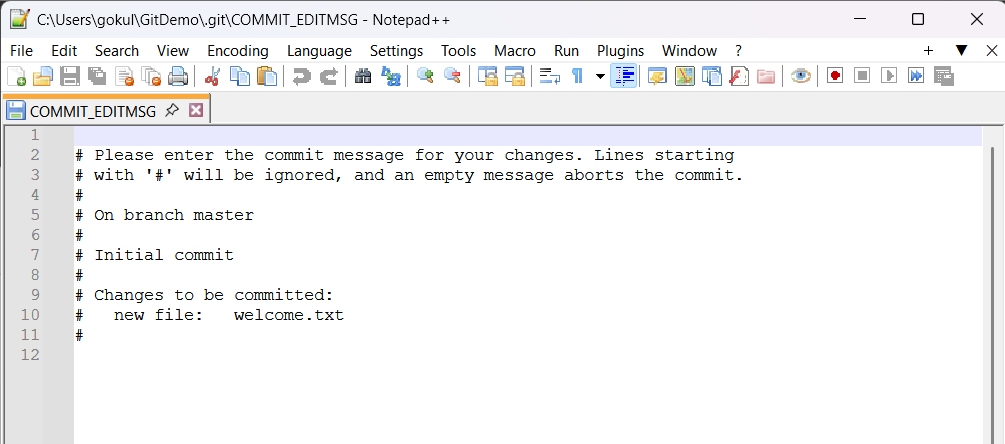 C:\Users\gokul\GitDemo\.git\COMMIT_EDITMSG - Notepad++
File Edit Search View Encoding Language Settings Tools Macro Run Plugins Window ? + ▼ X
COMMIT_EDITMSG
1
2 # Please enter the commit message for your changes. Lines starting
3 # with '#' will be ignored, and an empty message aborts the commit.
4 #
5 # On branch master
6 #
7 # Initial commit
8 #
9 # Changes to be committed:
10 #   new file:   welcome.txt
11 #
12